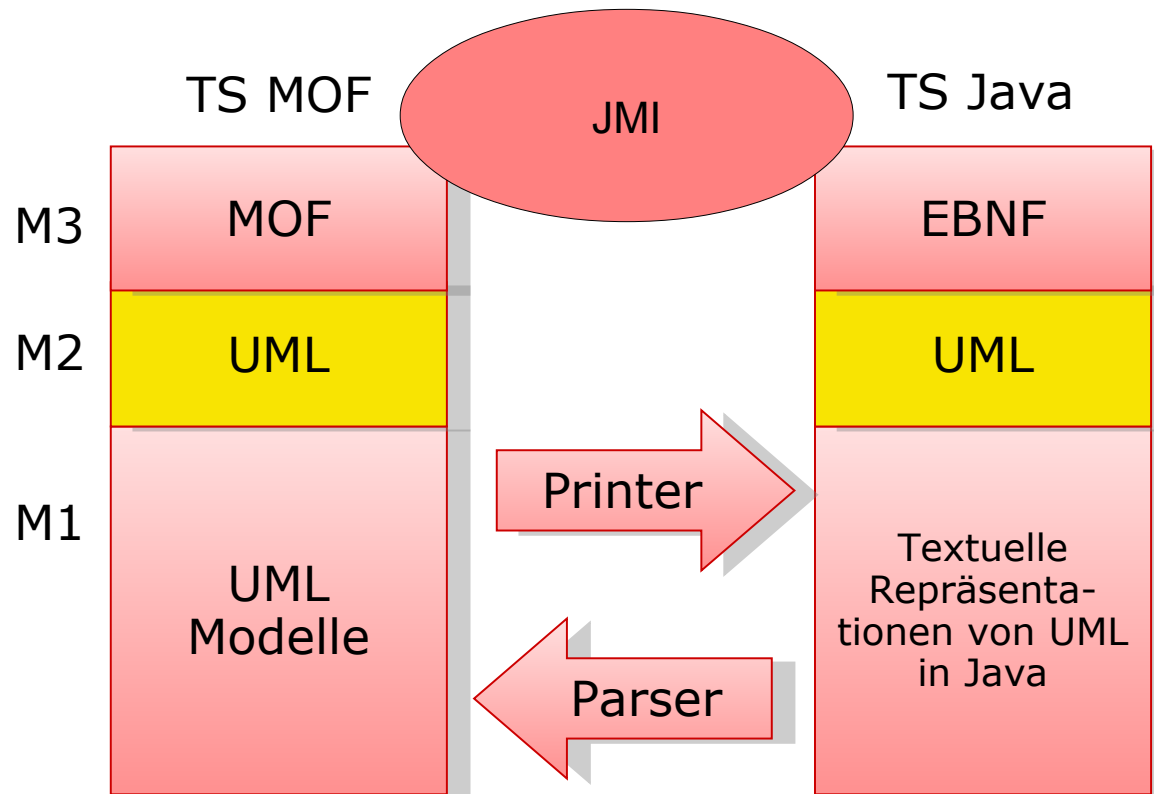 TS MOF
JMI
TS Java
M3
MOF
EBNF
M2
UML
UML
M1
Printer
UML
Modelle
Textuelle
Repräsenta-
tionen von UML
in Java
Parser